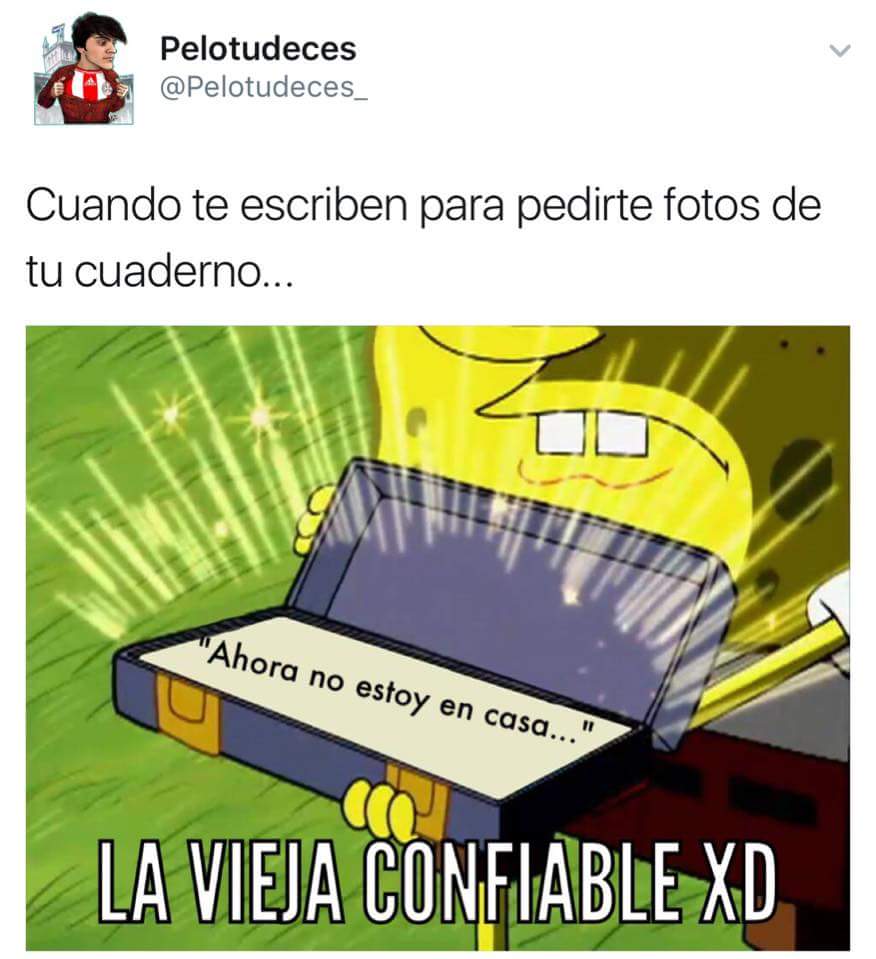 Pelotudeces
@Pelotudeces_
Cuando te escriben para pedirte fotos de
tu cuaderno...
"Ahora no estoy en casa..."
LA VIEJA CONFIABLE XD